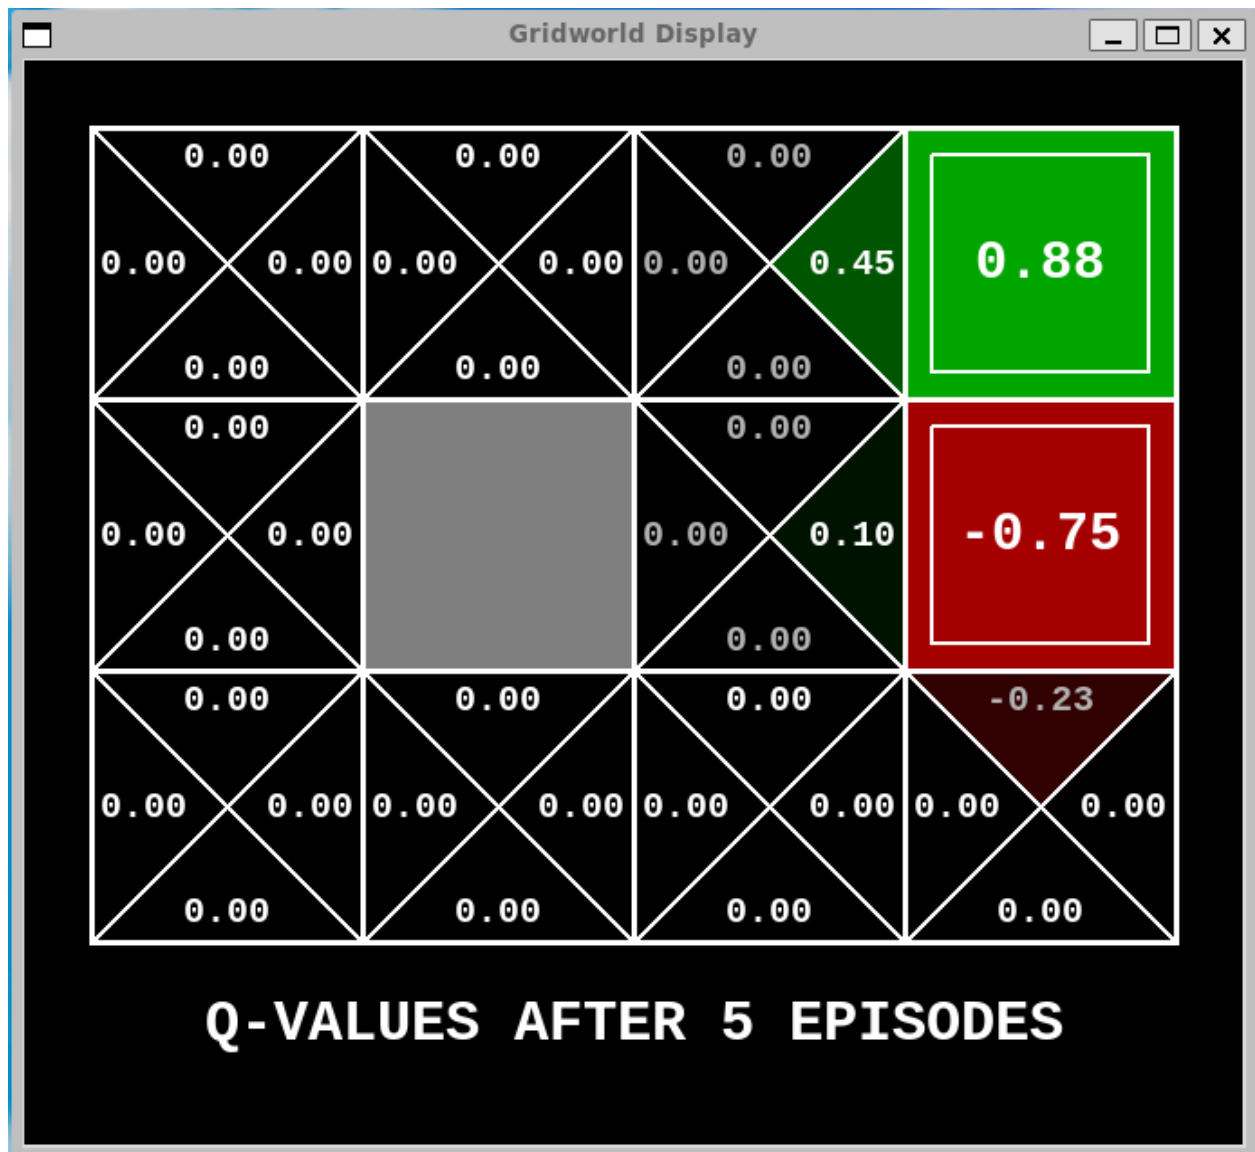 Gridworld Display
0.00 0.00 0.00
0.00 0.00 0.00 0.00 0.00 0.45 0.88
0.00 0.00 0.00
0.00 0.00
0.00 0.00 0.00 0.10 -0.75
0.00 0.00
0.00 0.00 0.00 -0.23
0.00 0.00 0.00 0.00 0.00 0.00 0.00 0.00
0.00 0.00 0.00 0.00
Q-VALUES AFTER 5 EPISODES